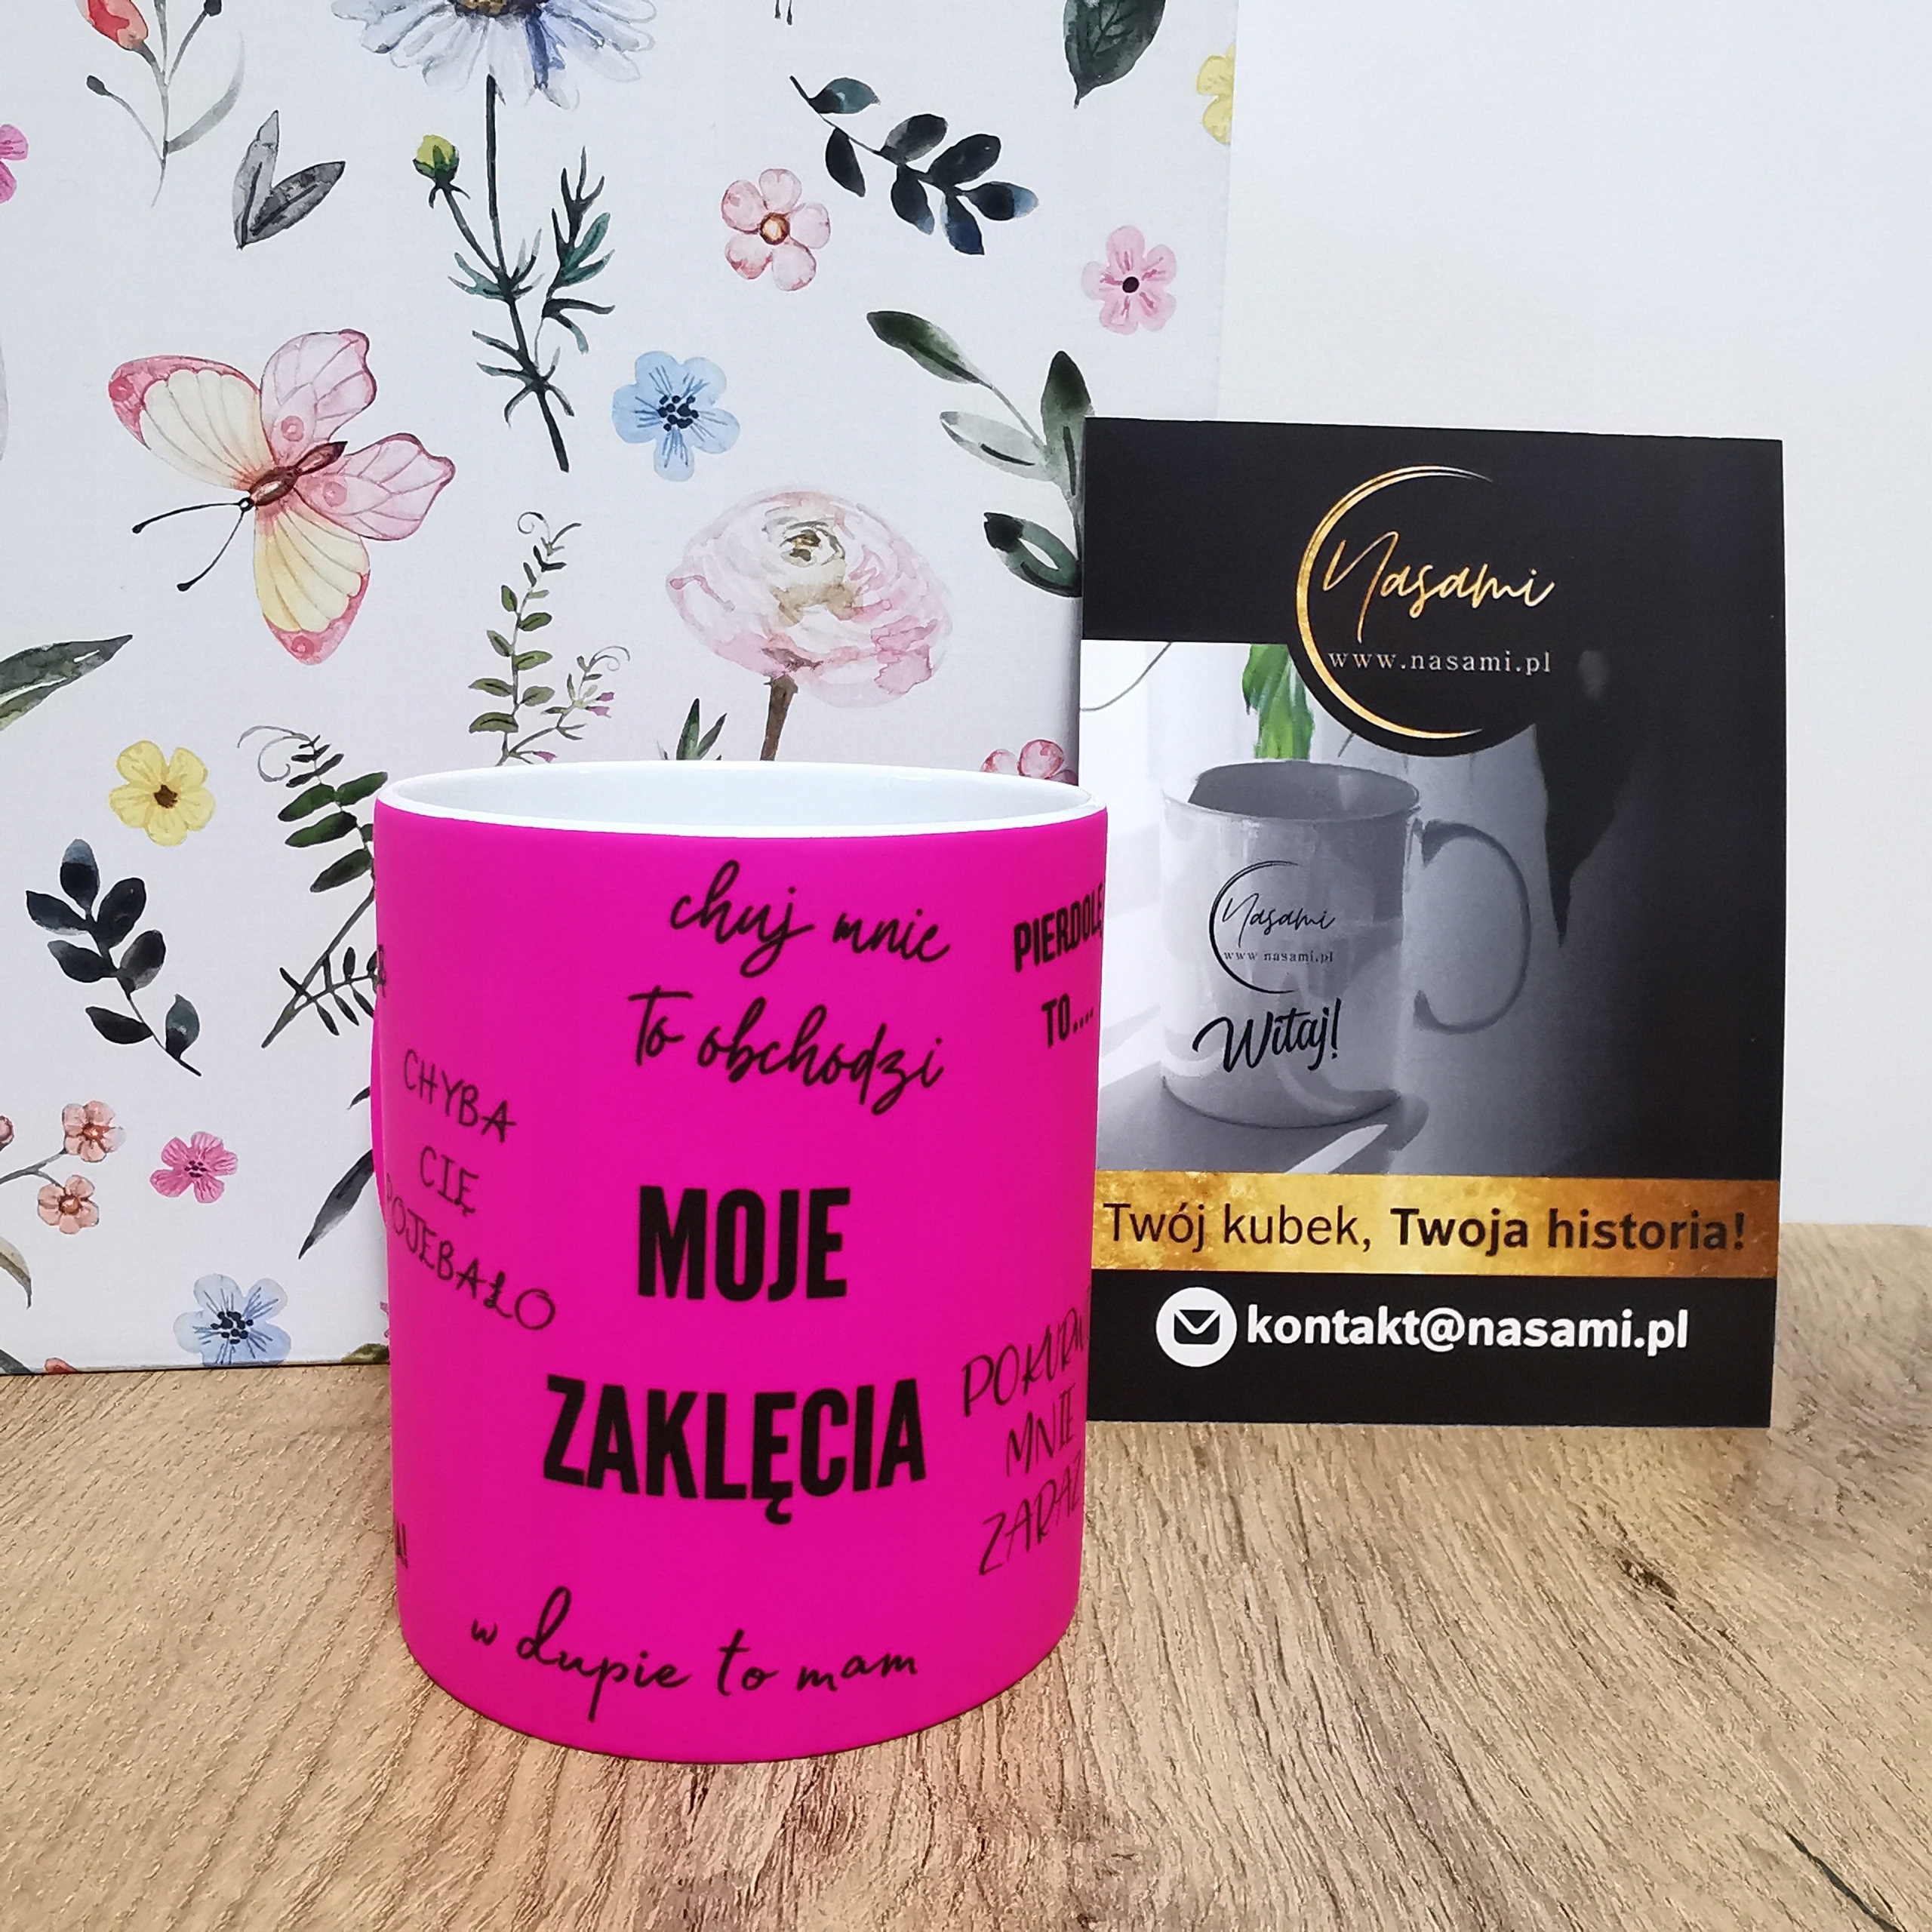 chuj mnie
to obchodzi
PIERDOLĘ
TO....
CHYBA
CIĘ
POJEBAŁO
MOJE
ZAKLĘCIA
MNIE
ZARAZ
w dupie to mam
Nasami
www.nasami.pl
Nasami
www nasami.pl
Witaj!
Twój kubek, Twoja historia!
kontakt@nasami.pl